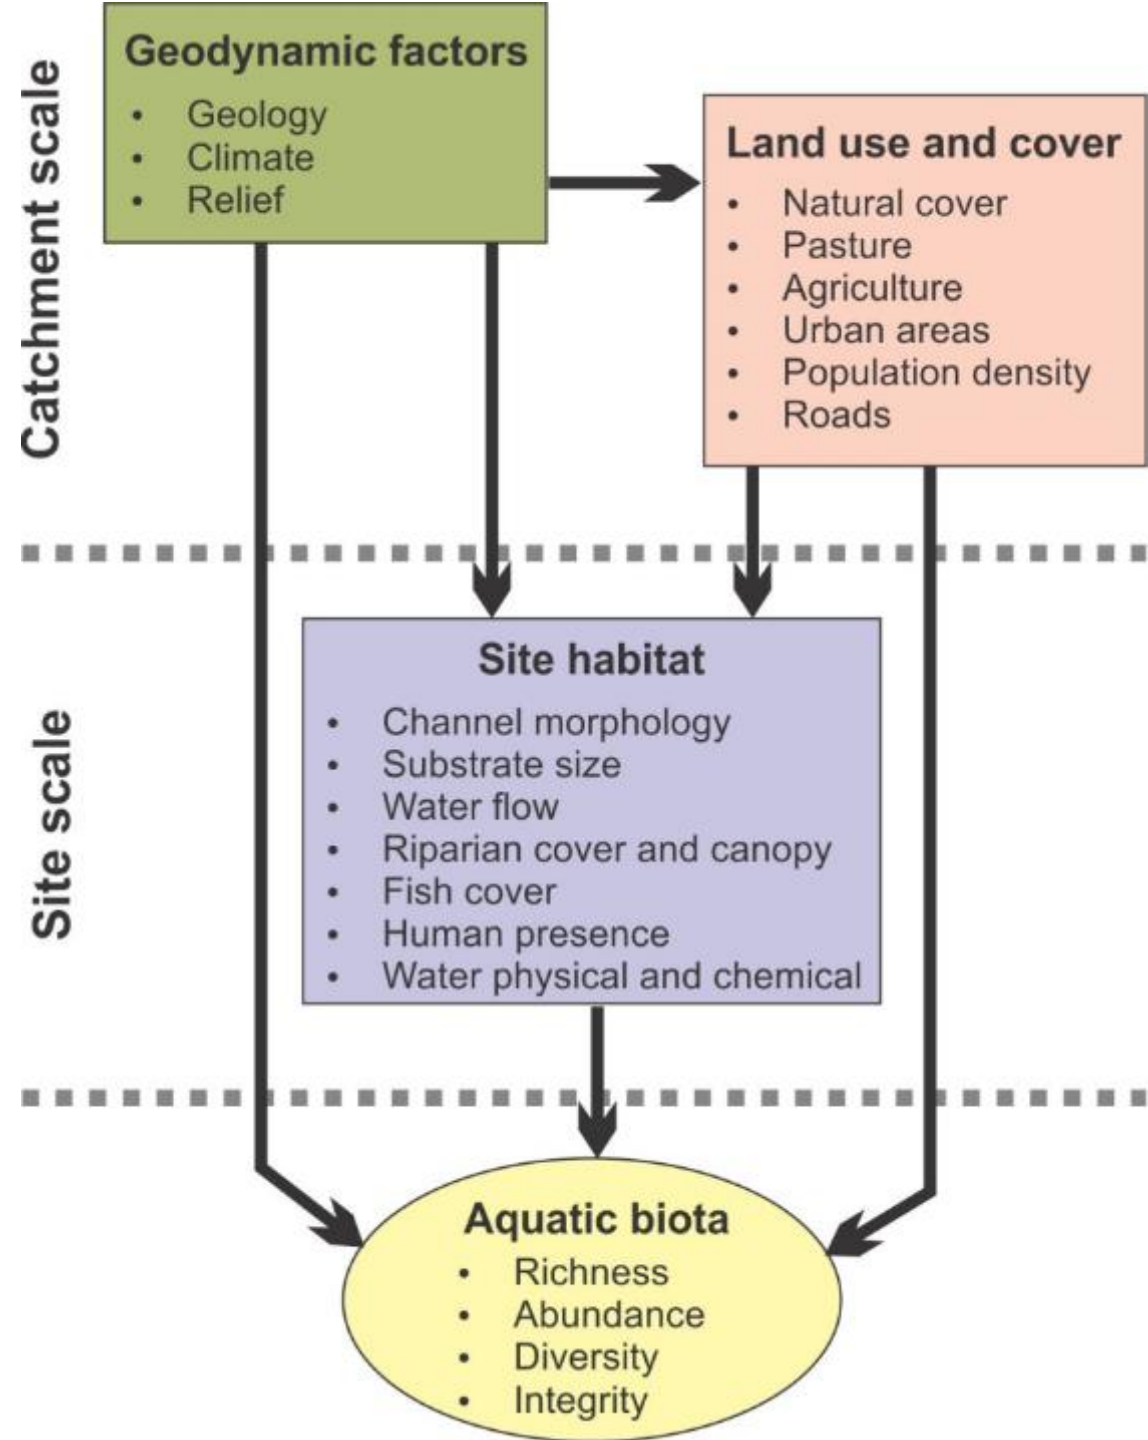 Catchment scale
Geodynamic factors
• Geology
• Climate
• Relief
Land use and cover
• Natural cover
• Pasture
• Agriculture
• Urban areas
• Population density
• Roads
Site scale
Site habitat
• Channel morphology
• Substrate size
• Water flow
• Riparian cover and canopy
• Fish cover
• Human presence
• Water physical and chemical
Aquatic biota
• Richness
• Abundance
• Diversity
• Integrity